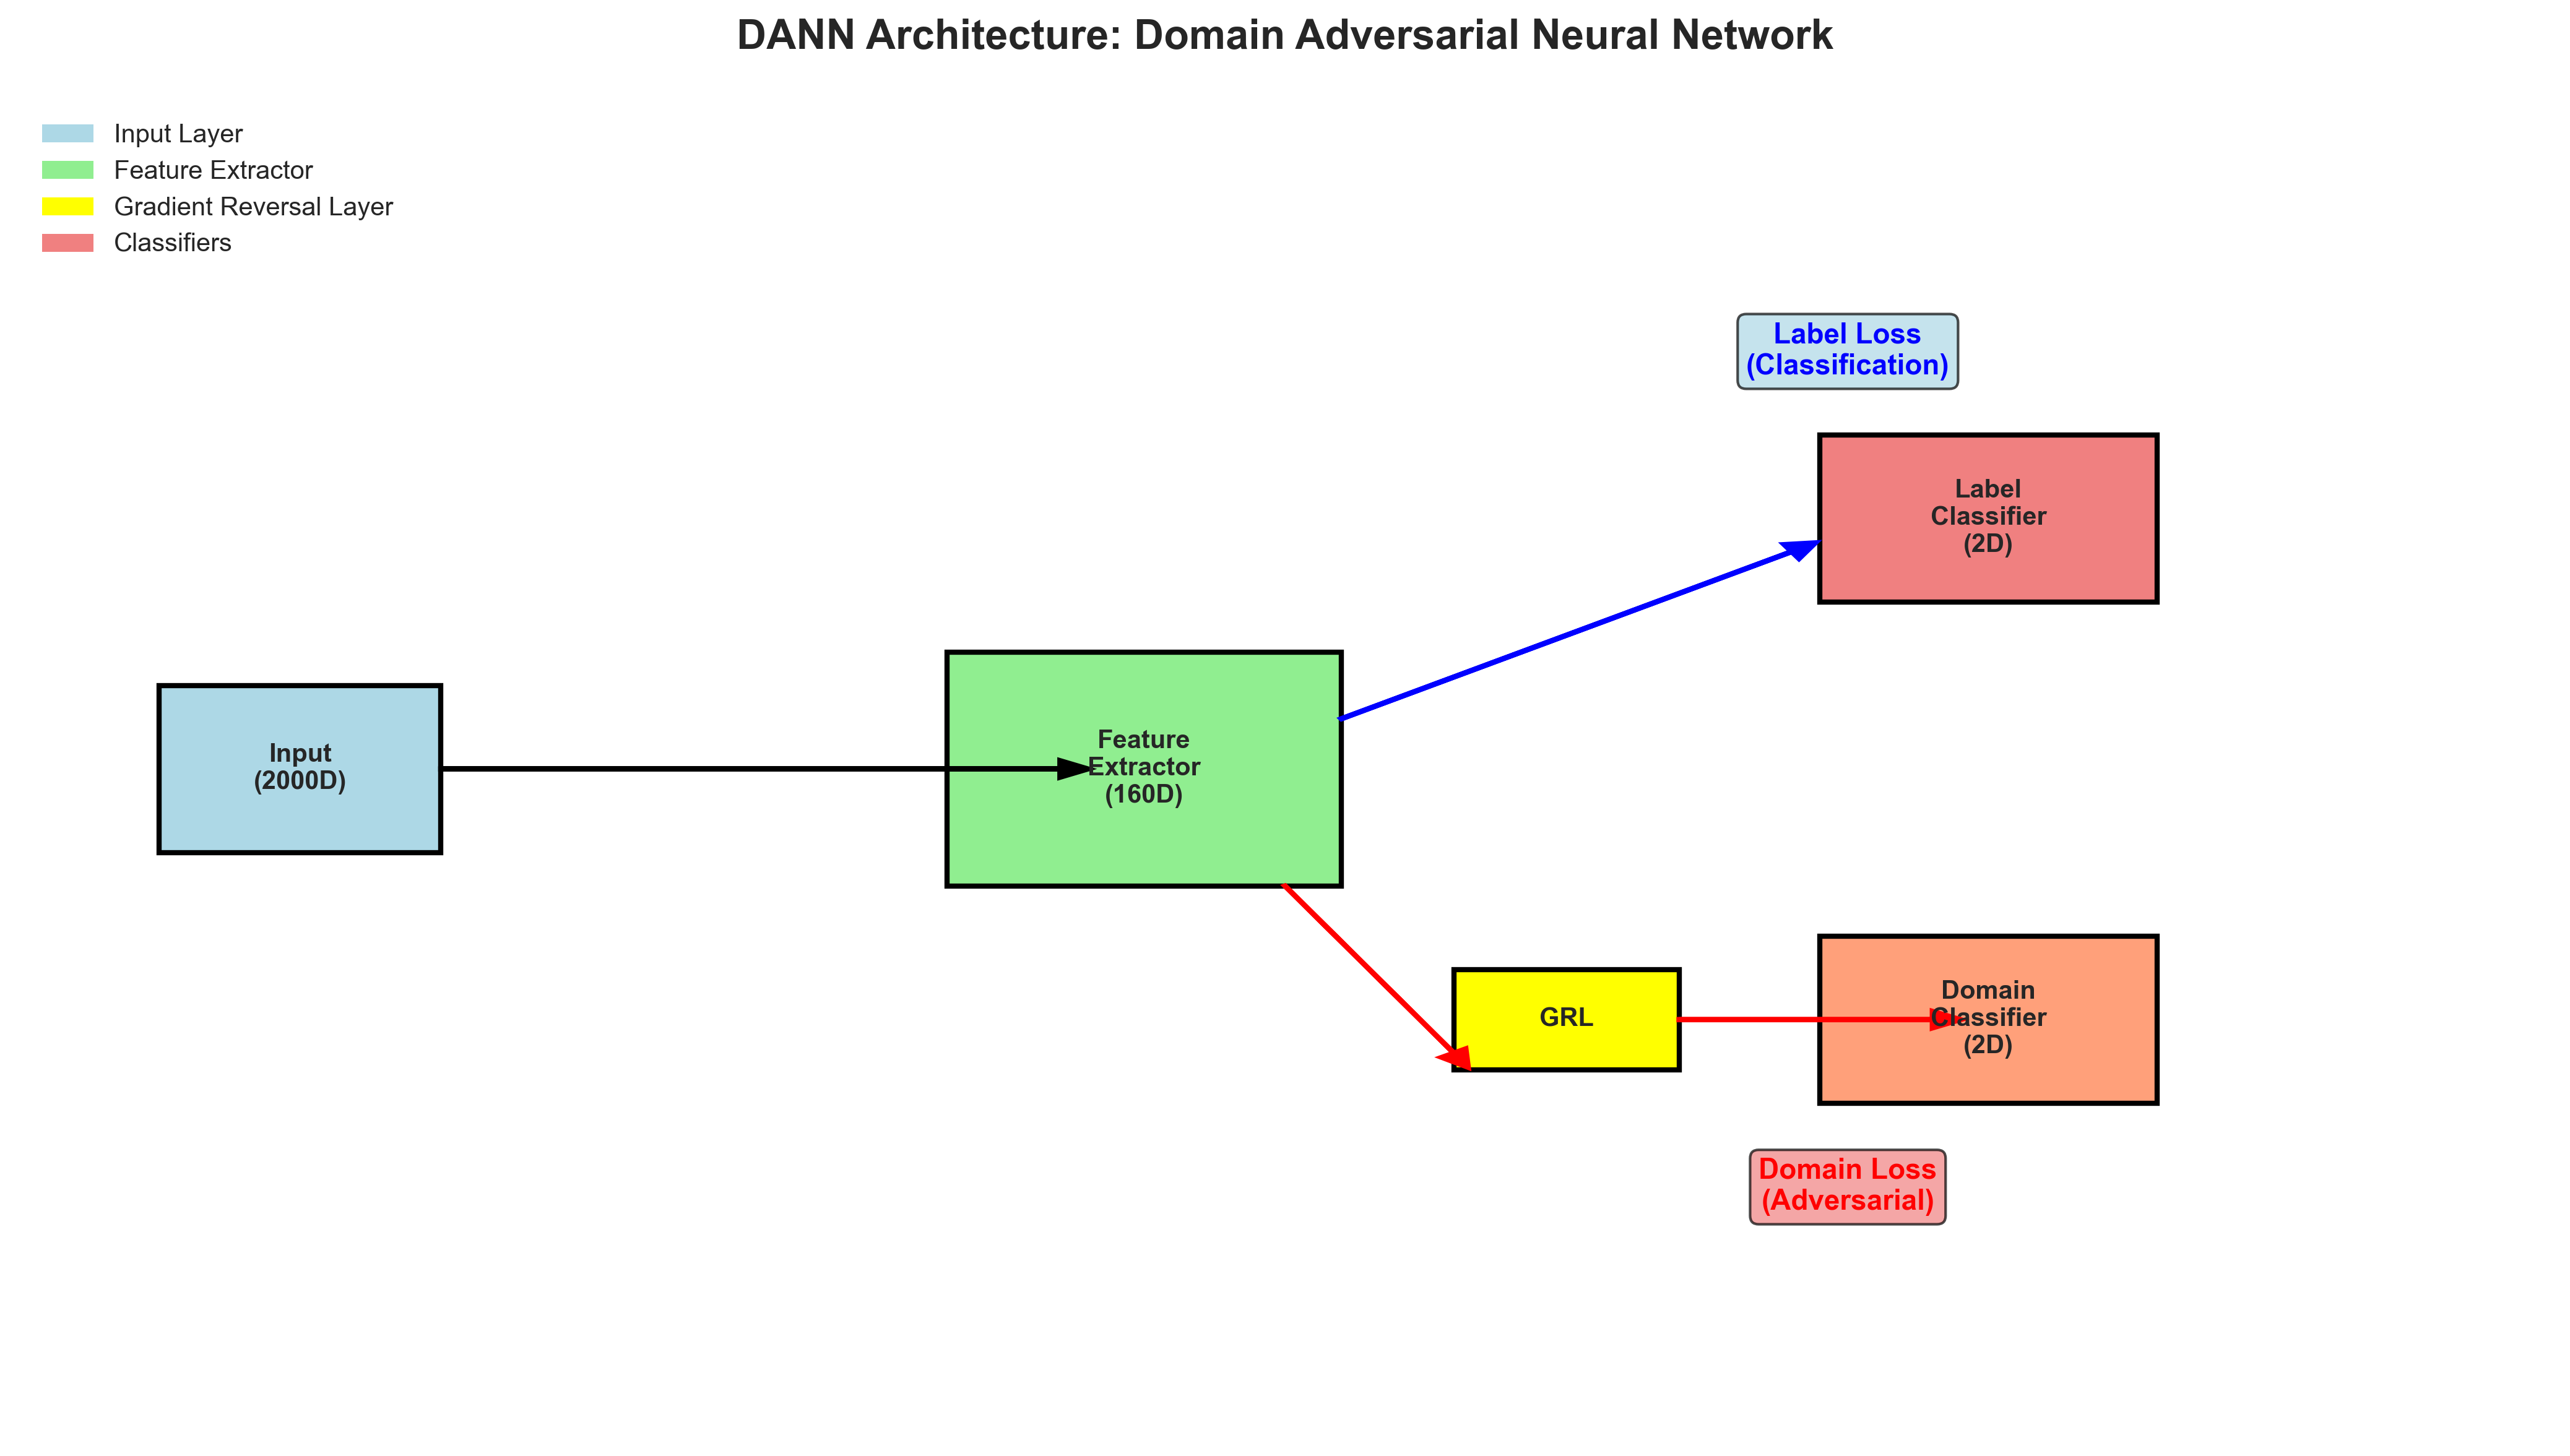 DANN Architecture: Domain Adversarial Neural Network
Input Layer
Feature Extractor
Gradient Reversal Layer
Classifiers
Label Loss
(Classification)
Label
Classifier
(2D)
Input
(2000D)
Feature
Extractor
(160D)
GRL
Domain
Classifier
(2D)
Domain Loss
(Adversarial)